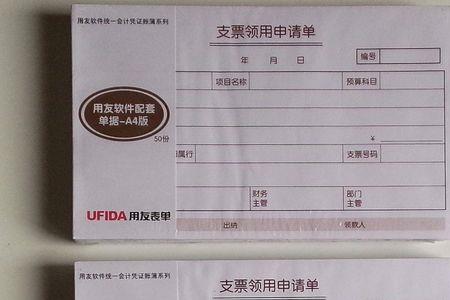 用友软件统一会计凭证账簿系列
支票领用申请单
年 月 日
编号
项目名称
预算科目
用友软件配套
单据-A4版
50份
¥
属行
支票号码
财务
主管
部门
主管
UFIDA 用友表单
出纳
领款人
用友软件统一会计凭证账簿系列
支票领用申请单